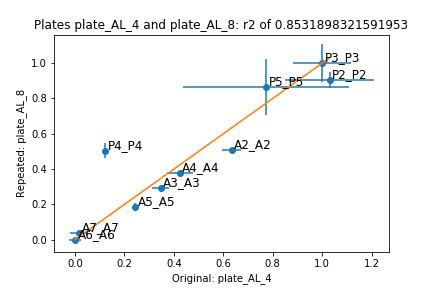 Plates plate_AL_4 and plate_AL_8: r2 of 0.8531898321591953
P3_P3
P2_P2
P5_P5
P4_P4
A2_A2
A4_A4
A3_A3
A5_A5
A7_A7
A6_A6
1.0
0.8
0.6
0.4
0.2
0.0
Repeated: plate_AL_8
0.0 0.2 0.4 0.6 0.8 1.0 1.2
Original: plate_AL_4